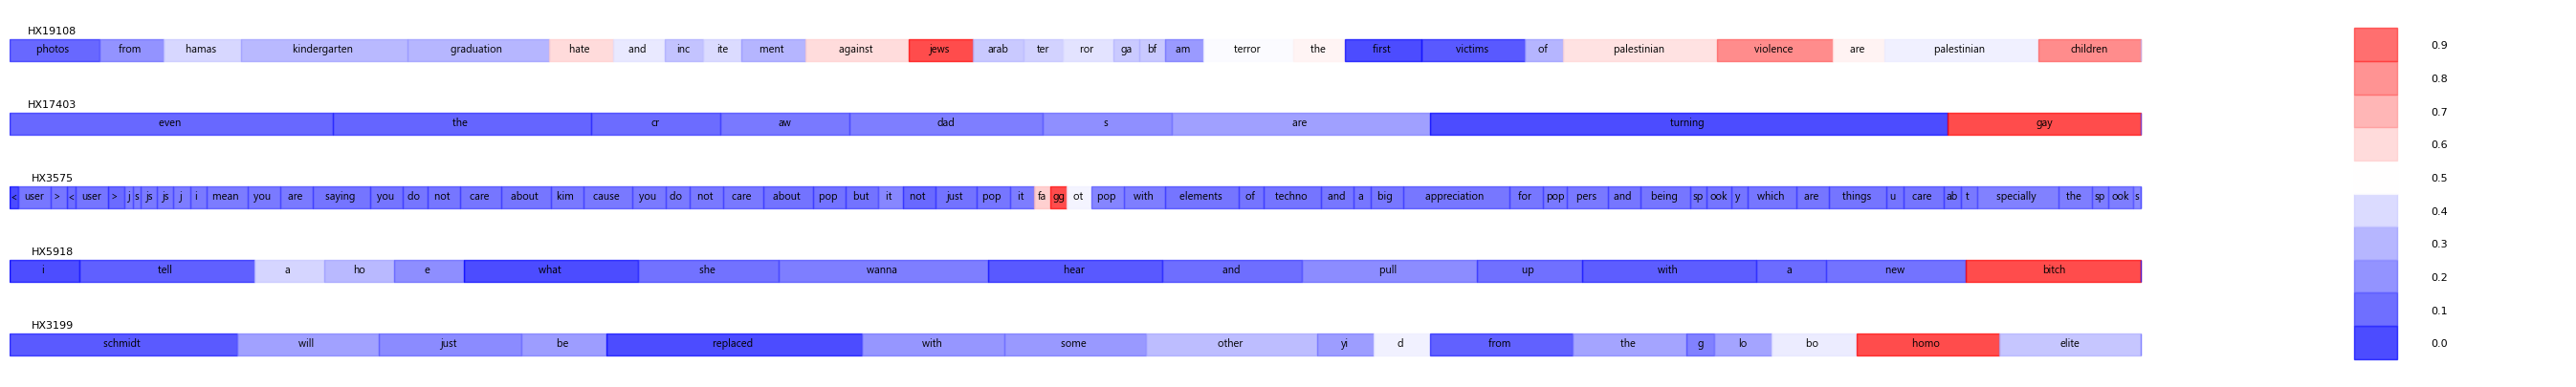 HX19108
photos from hamas kindergarten graduation hate and inc ite ment against jews arab ter ror ga bf am terror the first victims of palestinian violence are palestinian children
HX17403
even the cr aw dad s are turning gay
HX3575
< user > < user > j s js js j i mean you are saying you do not care about kim cause you do not care about pop but it not just pop it fa gg ot pop with elements of techno and a big appreciation for pop pers and being sp ook y which are things u care ab t specially the sp ook s
HX5918
i tell a ho e what she wanna hear and pull up with a new bitch
HX3199
schmidt will just be replaced with some other yi d from the g lo bo homo elite
0.9
0.8
0.7
0.6
0.5
0.4
0.3
0.2
0.1
0.0